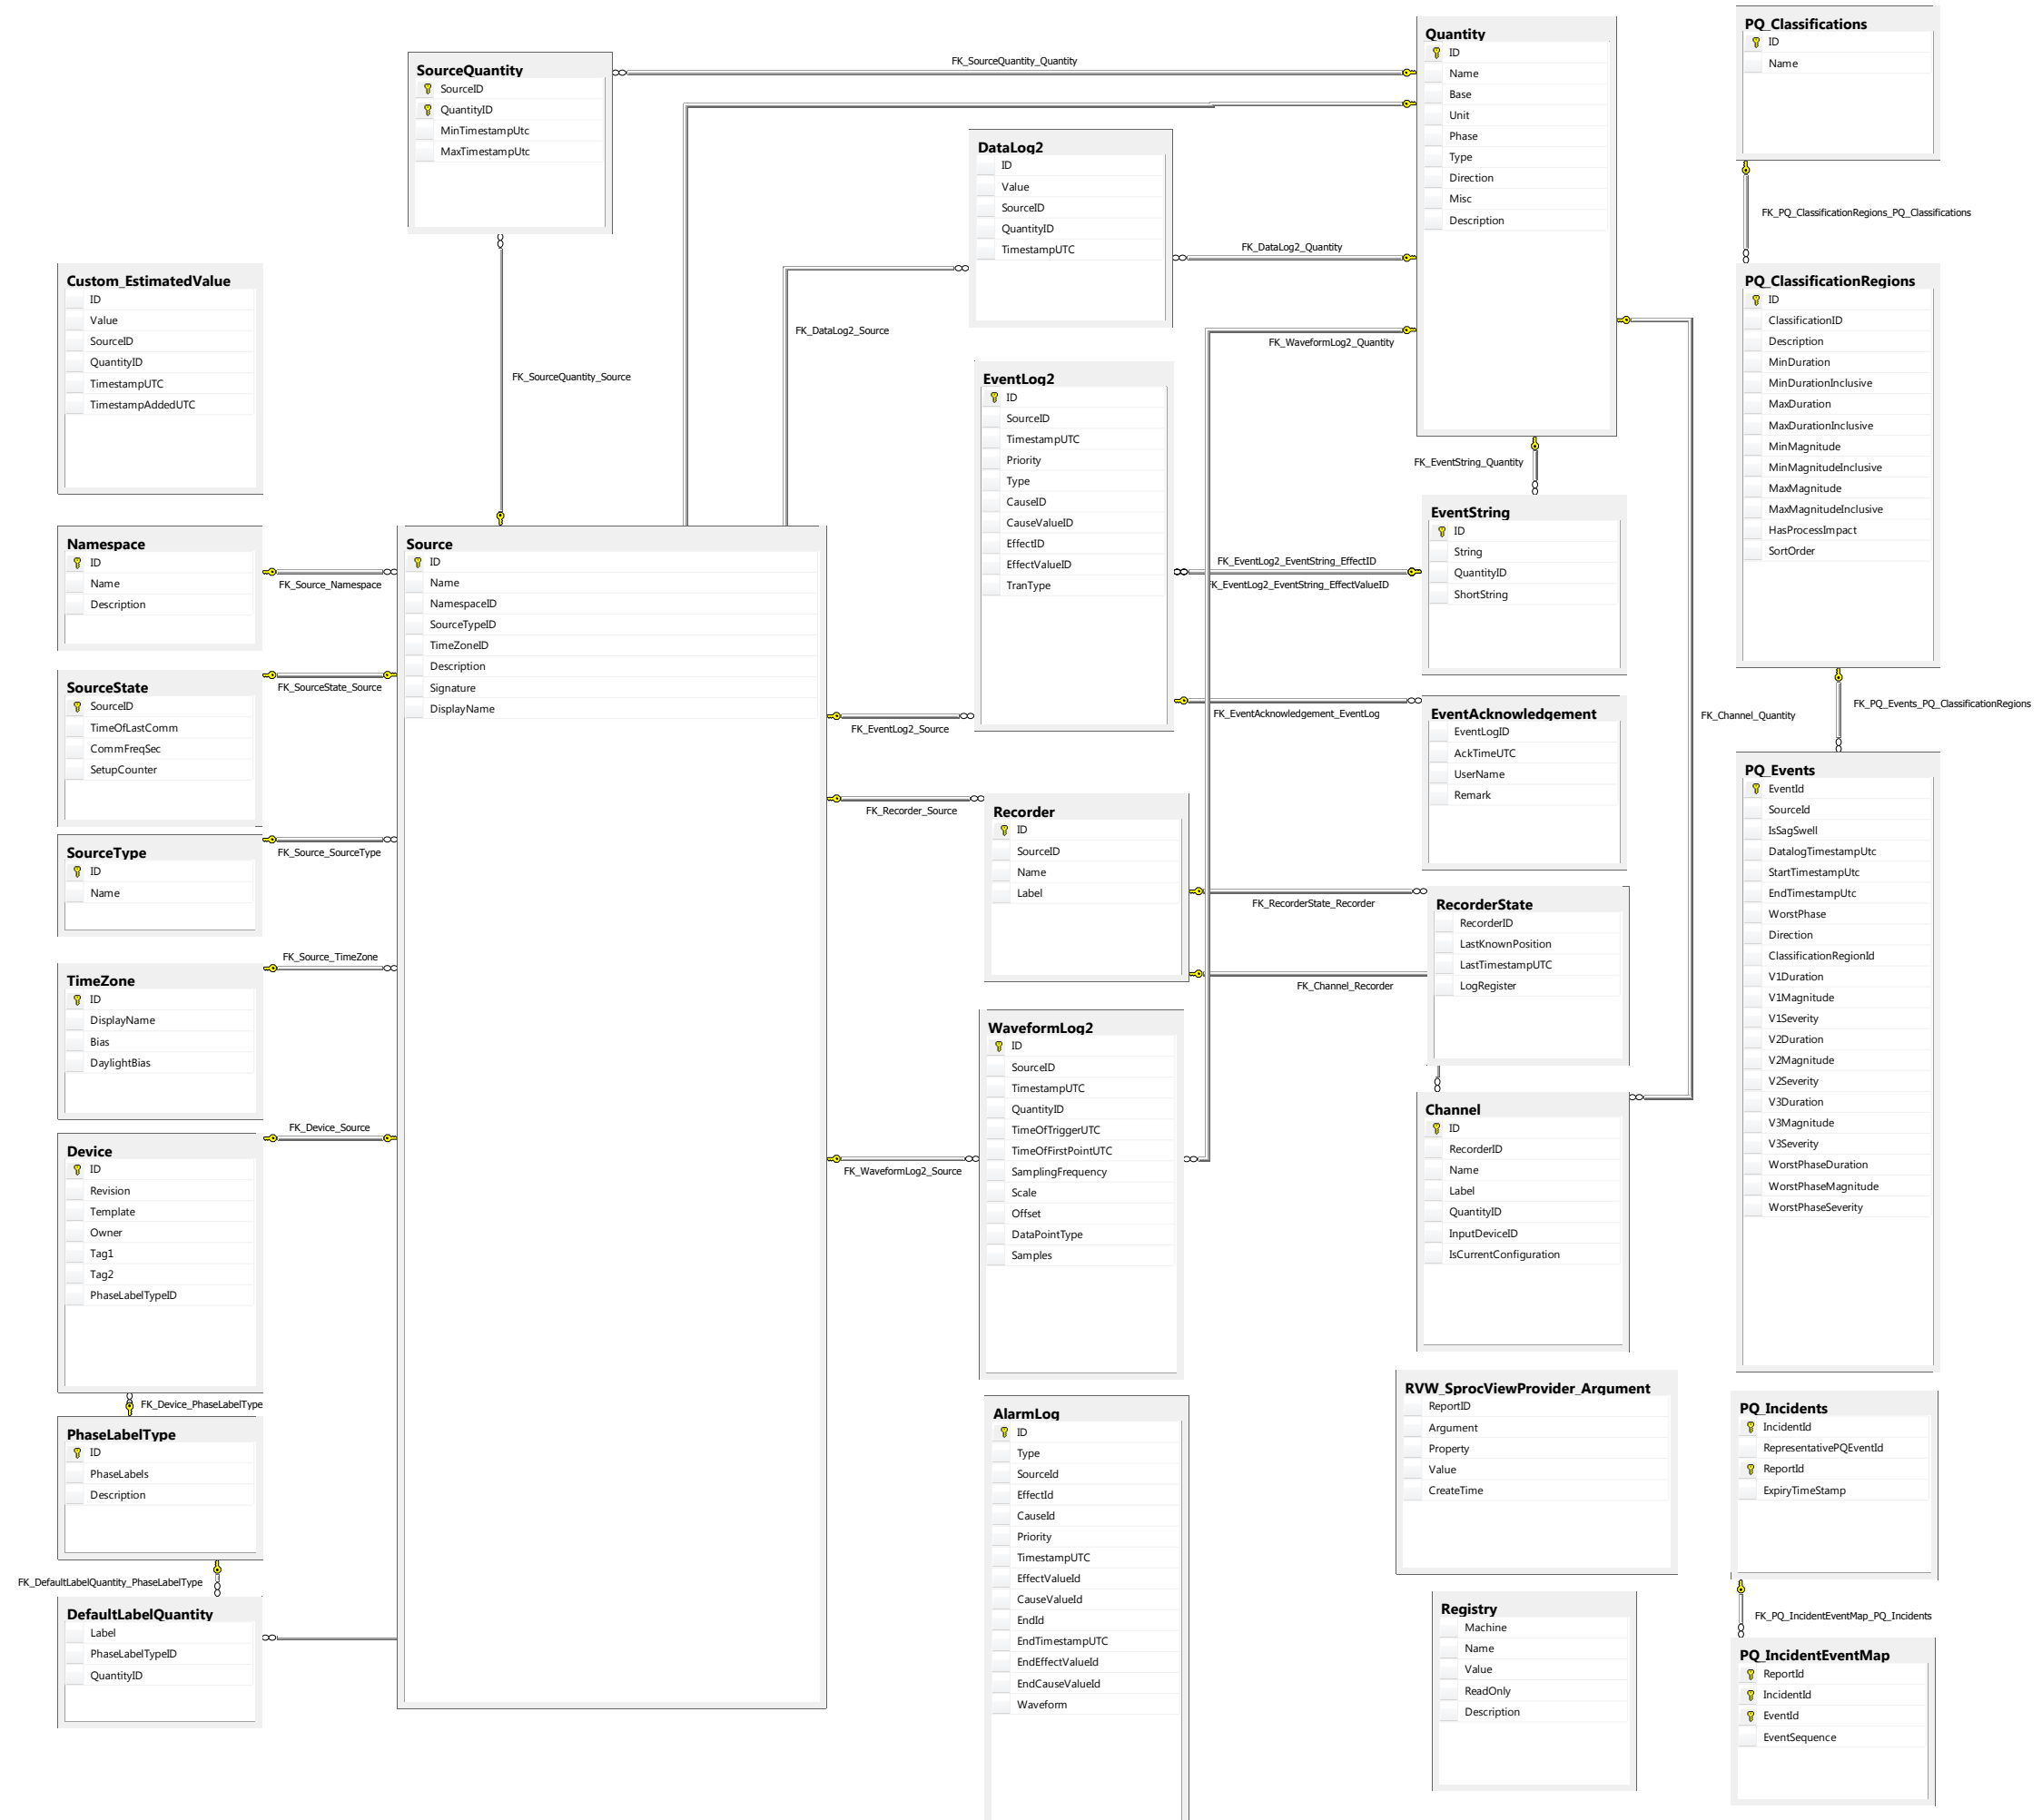 SourceQuantity
SourceID
QuantityID
MinTimestampUtc
MaxTimestampUtc
FK_SourceQuantity_Quantity
Quantity
ID
Name
Base
Unit
Phase
Type
Direction
Misc
Description
PQ_Classifications
ID
Name
FK_PQ_ClassificationRegions_PQ_Classifications
DataLog2
ID
Value
SourceID
QuantityID
TimestampUTC
FK_DataLog2_Quantity
FK_DataLog2_Source
FK_WaveformLog2_Quantity
FK_SourceQuantity_Source
Custom_EstimatedValue
ID
Value
SourceID
QuantityID
TimestampUTC
TimestampAddedUTC
PQ_ClassificationRegions
ID
ClassificationID
Description
MinDuration
MinDurationInclusive
MaxDuration
MaxDurationInclusive
MinMagnitude
MinMagnitudeInclusive
MaxMagnitude
MaxMagnitudeInclusive
HasProcessImpact
SortOrder
EventLog2
ID
SourceID
TimestampUTC
Priority
Type
CauseID
CauseValueID
EffectID
EffectValueID
TranType
FK_EventString_Quantity
EventString
ID
String
QuantityID
ShortString
FK_EventLog2_EventString_EffectID
FK_EventLog2_EventString_EffectValueID
Namespace
ID
Name
Description
FK_Source_Namespace
Source
ID
Name
NamespaceID
SourceTypeID
TimeZoneID
Description
Signature
DisplayName
SourceState
SourceID
TimeOfLastComm
CommFreqSec
SetupCounter
FK_SourceState_Source
FK_EventLog2_Source
FK_EventAcknowledgement_EventLog
EventAcknowledgement
EventLogID
AckTimeUTC
UserName
Remark
FK_Channel_Quantity
FK_PQ_Events_PQ_ClassificationRegions
PQ_Events
EventId
SourceId
IsSagSwell
DatalogTimestampUtc
StartTimestampUtc
EndTimestampUtc
WorstPhase
Direction
ClassificationRegionId
V1Duration
V1Magnitude
V1Severity
V2Duration
V2Magnitude
V2Severity
V3Duration
V3Magnitude
V3Severity
WorstPhaseDuration
WorstPhaseMagnitude
WorstPhaseSeverity
SourceType
ID
Name
FK_Source_SourceType
FK_Recorder_Source
Recorder
ID
SourceID
Name
Label
FK_RecorderState_Recorder
FK_Channel_Recorder
RecorderState
RecorderID
LastKnownPosition
LastTimestampUTC
LogRegister
TimeZone
ID
DisplayName
Bias
DaylightBias
FK_Source_TimeZone
WaveformLog2
ID
SourceID
TimestampUTC
QuantityID
TimeOfTriggerUTC
TimeOfFirstPointUTC
SamplingFrequency
Scale
Offset
DataPointType
Samples
FK_WaveformLog2_Source
Channel
ID
RecorderID
Name
Label
QuantityID
InputDeviceID
IsCurrentConfiguration
Device
ID
Revision
Template
Owner
Tag1
Tag2
PhaseLabelTypeID
FK_Device_Source
FK_Device_PhaseLabelType
PhaseLabelType
ID
PhaseLabels
Description
FK_DefaultLabelQuantity_PhaseLabelType
DefaultLabelQuantity
Label
PhaseLabelTypeID
QuantityID
AlarmLog
ID
Type
SourceId
EffectId
CauseId
Priority
TimestampUTC
EffectValueId
CauseValueId
EndId
EndTimestampUTC
EndEffectValueId
EndCauseValueId
Waveform
RVW_SprocViewProvider_Argument
ReportID
Argument
Property
Value
CreateTime
Registry
Machine
Name
Value
ReadOnly
Description
PQ_Incidents
IncidentId
RepresentativePQEventId
ReportId
ExpiryTimeStamp
FK_PQ_IncidentEventMap_PQ_Incidents
PQ_IncidentEventMap
ReportId
IncidentId
EventId
EventSequence